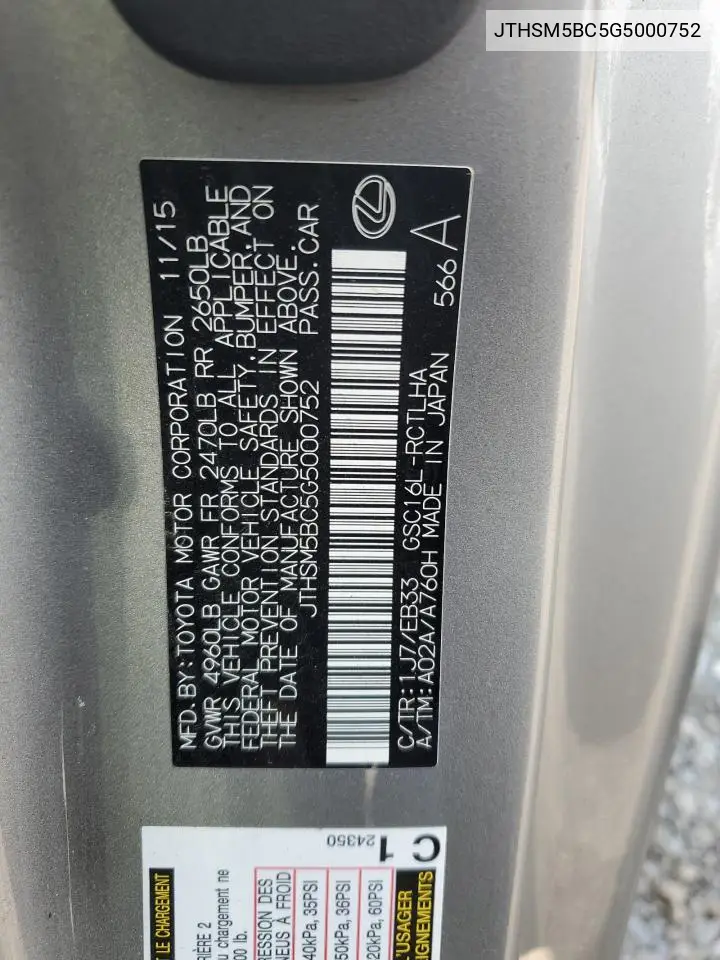 JTHSM5BC5G5000752
MFD.BY:TOYOTA MOTOR CORPORATION 11/15
GVWR 4960LB GAWR FR 2470LB RR 2650LB
THIS VEHICLE CONFORMS TO ALL APPLICABLE
FEDERAL MOTOR VEHICLE SAFETY,BUMPER,AND
THEFT PREVENTION STANDARDS IN EFFECT ON
THE DATE OF MANUFACTURE SHOWN ABOVE.
JTHSM5BC5G5000752 PASS.CAR
C/TR:1J7/EB33 GSC16L-RCTLHA
A/TM:A02A/A760H MADE IN JAPAN 566 A
T LE CHARGEMENT
RIÈRE 2
u chargement ne
00 lb.
RESSION DES
NEUS À FROID
40kPa, 35PSI
50kPa, 36PSI
20kPa, 60PSI
L'USAGER
EIGNEMENTS
C1
24350